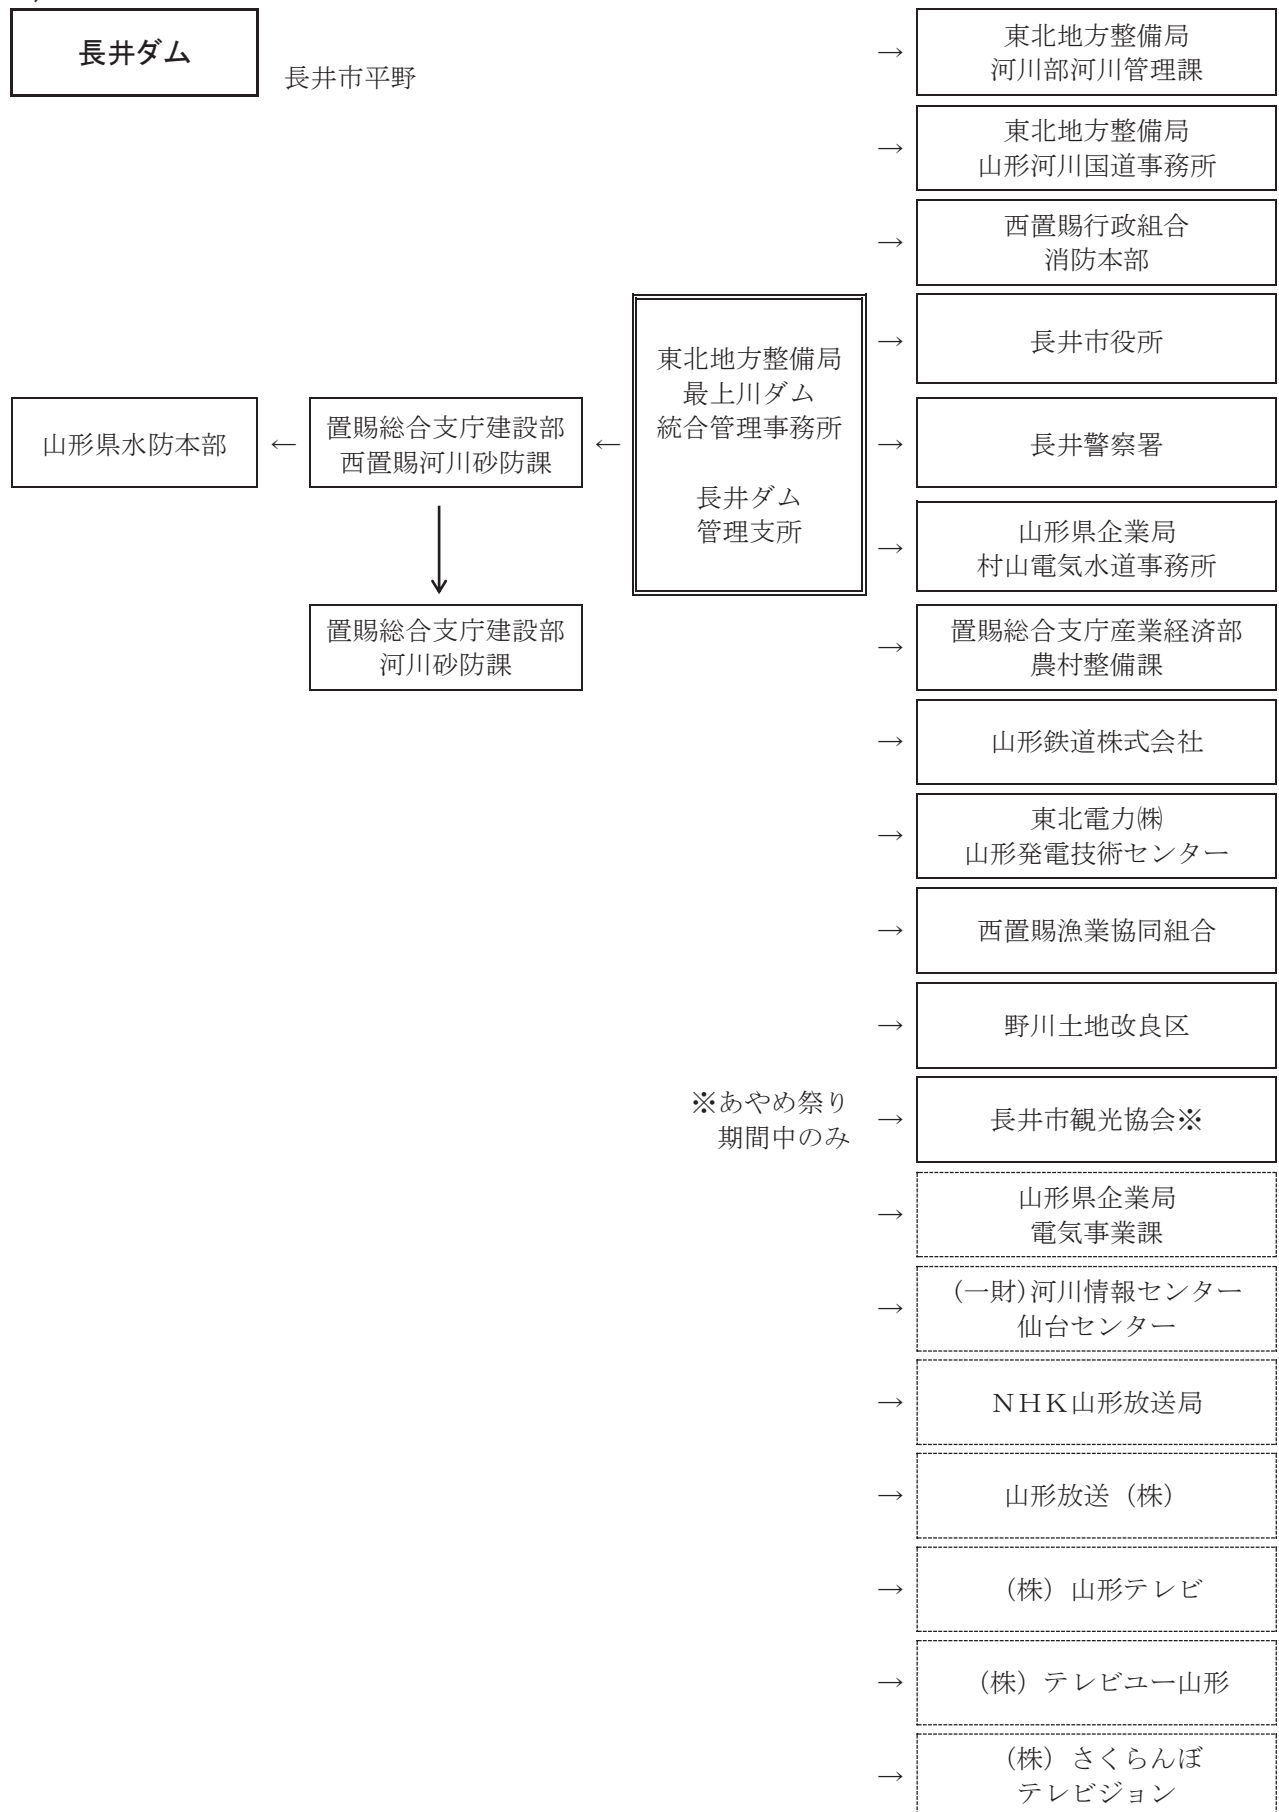 長井ダム
長井市平野
→
東北地方整備局
河川部河川管理課
→
東北地方整備局
山形河川国道事務所
→
西置賜行政組合
消防本部
→
長井市役所
山形県水防本部
←
置賜総合支庁建設部
西置賜河川砂防課
←
東北地方整備局
最上川ダム
統合管理事務所
長井ダム
管理支所
→
長井警察署
→
山形県企業局
村山電気水道事務所
置賜総合支庁建設部
河川砂防課
→
置賜総合支庁産業経済部
農村整備課
→
山形鉄道株式会社
→
東北電力㈱
山形発電技術センター
→
西置賜漁業協同組合
→
野川土地改良区
※あやめ祭り
期間中のみ
→
長井市観光協会※
→
山形県企業局
電気事業課
→
(一財)河川情報センター
仙台センター
→
ＮＨＫ山形放送局
→
山形放送（株）
→
（株）山形テレビ
→
（株）テレビユー山形
→
（株）さくらんぼ
テレビジョン